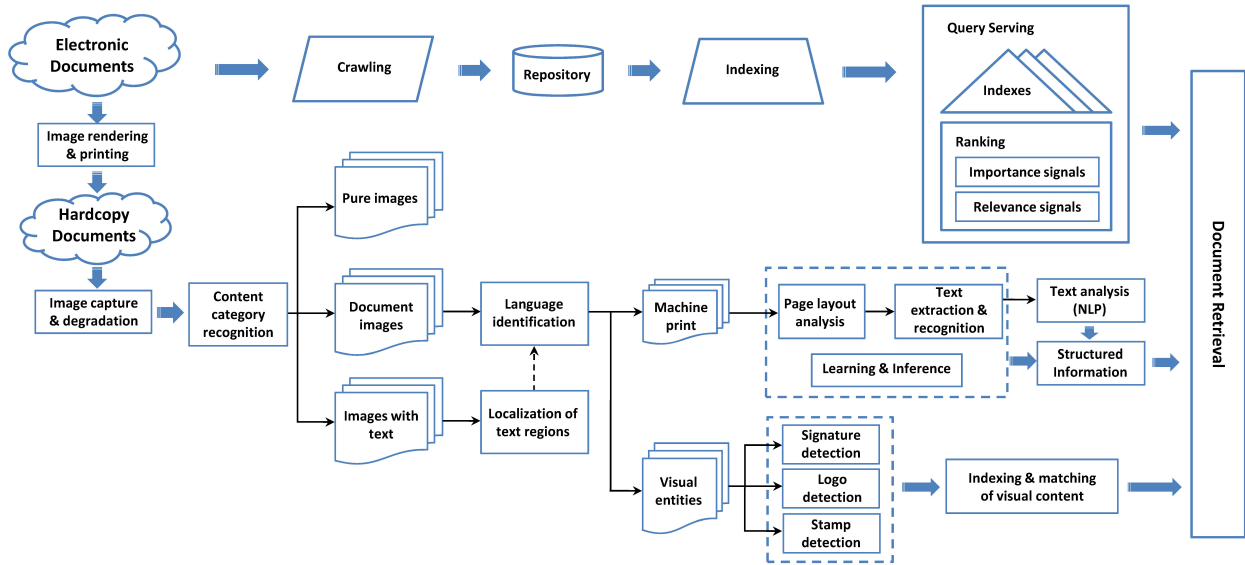 Electronic
Documents
Crawling
Repository
Indexing
Query Serving
Indexes
Ranking
Importance signals
Relevance signals
Document Retrieval
Image rendering
& printing
Hardcopy
Documents
Image capture
& degradation
Content
category
recognition
Pure images
Document
images
Images with
text
Language
identification
Localization of
text regions
Machine
print
Page layout
analysis
Text
extraction &
recognition
Learning & Inference
Text analysis
(NLP)
Structured
Information
Visual
entities
Signature
detection
Logo
detection
Stamp
detection
Indexing & matching
of visual content